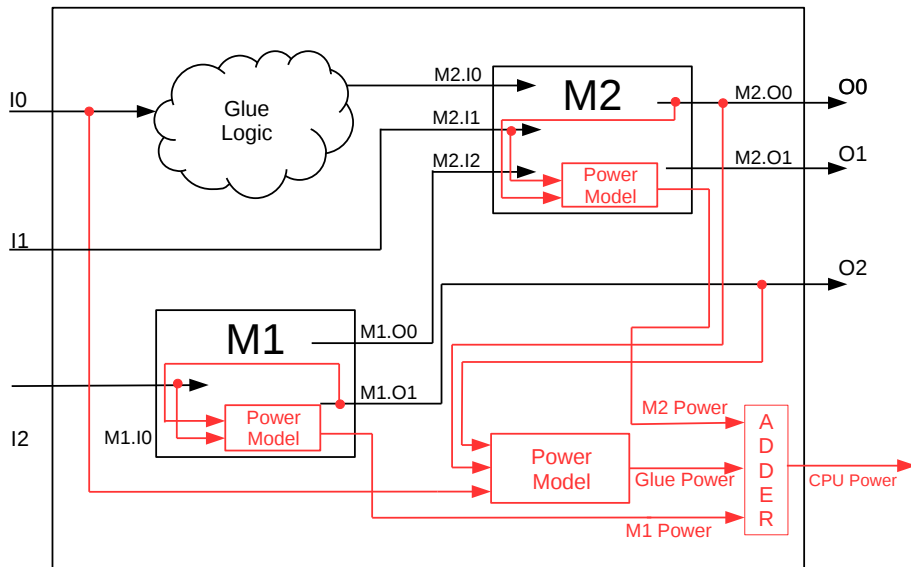 I0
Glue
Logic
M2.I0
M2
M2.O0
O0
M2.I1
M2.I2
Power
Model
M2.O1
O1
I1
O2
M1
M1.O0
M1.O1
Power
Model
M1.I0
I2
M2 Power
Power
Model
Glue Power
M1 Power
A
D
D
E
R
CPU Power